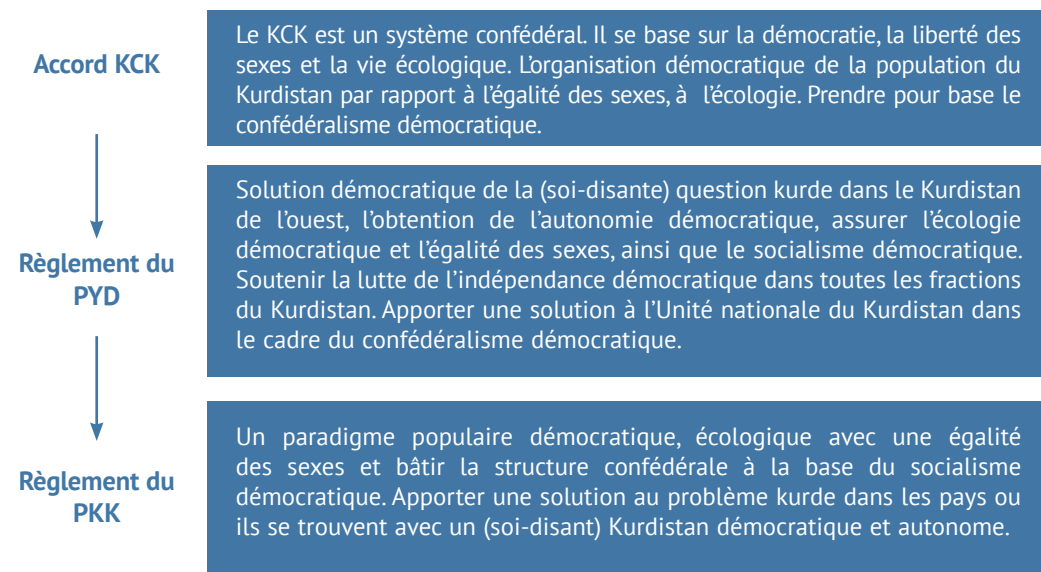 Accord KCK
Le KCK est un système confédéral. Il se base sur la démocratie, la liberté des
sexes et la vie écologique. L'organisation démocratique de la population du
Kurdistan par rapport à l'égalité des sexes, à l'écologie. Prendre pour base le
confédéralisme démocratique.
Règlement du
PYD
Solution démocratique de la (soi-disante) question kurde dans le Kurdistan
de l'ouest, l'obtention de l'autonomie démocratique, assurer l'écologie
démocratique et l'égalité des sexes, ainsi que le socialisme démocratique.
Soutenir la lutte de l'indépendance démocratique dans toutes les fractions
du Kurdistan. Apporter une solution à l'Unité nationale du Kurdistan dans
le cadre du confédéralisme démocratique.
Règlement du
PKK
Un paradigme populaire démocratique, écologique avec une égalité
des sexes et bâtir la structure confédérale à la base du socialisme
démocratique. Apporter une solution au problème kurde dans les pays ou
ils se trouvent avec un (soi-disant) Kurdistan démocratique et autonome.